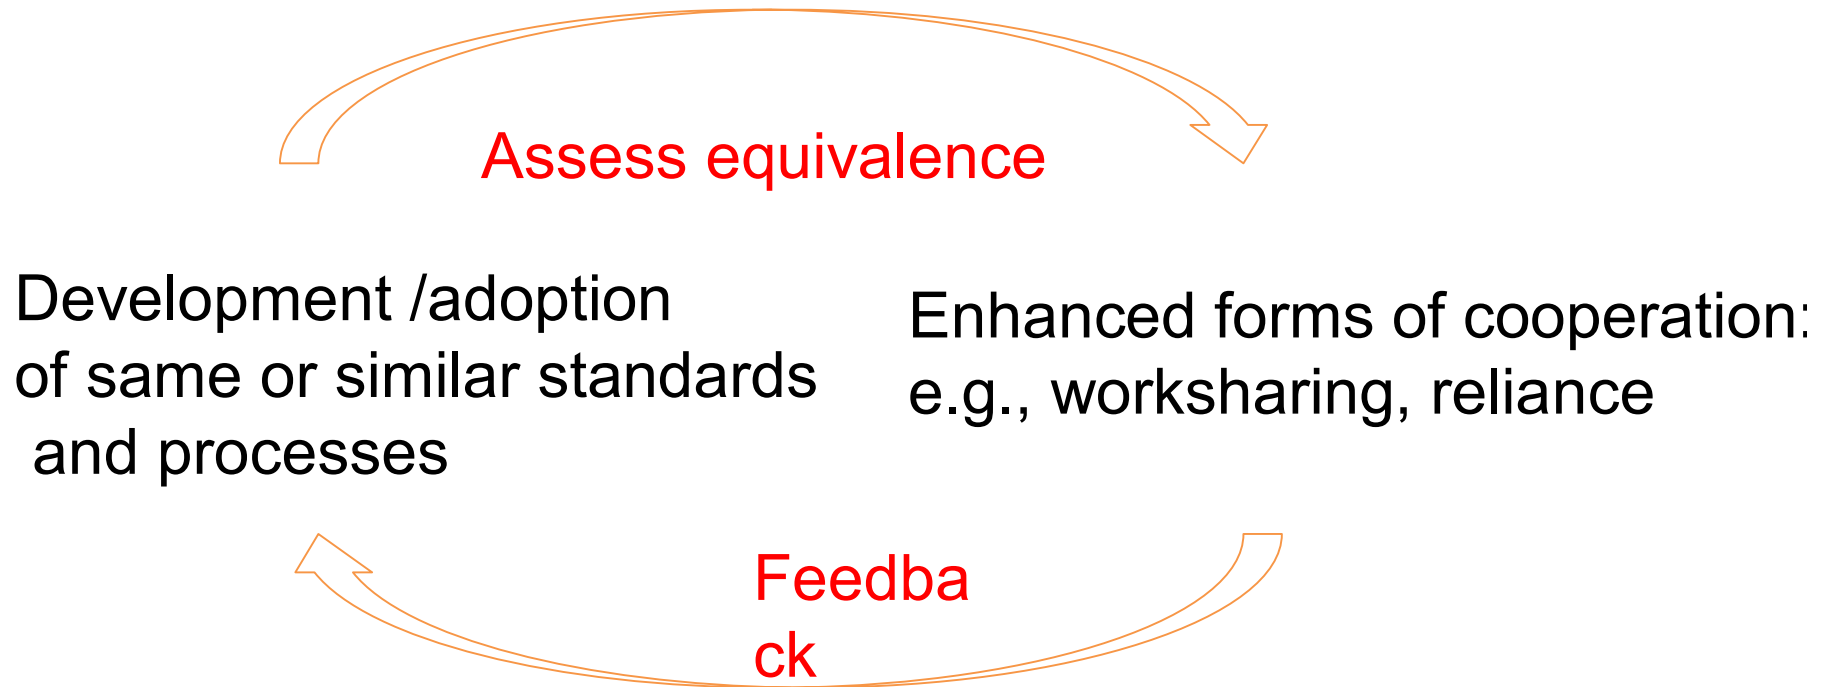 Assess equivalence
Development /adoption
of same or similar standards
and processes
Enhanced forms of cooperation:
e.g., worksharing, reliance
Feedba
ck